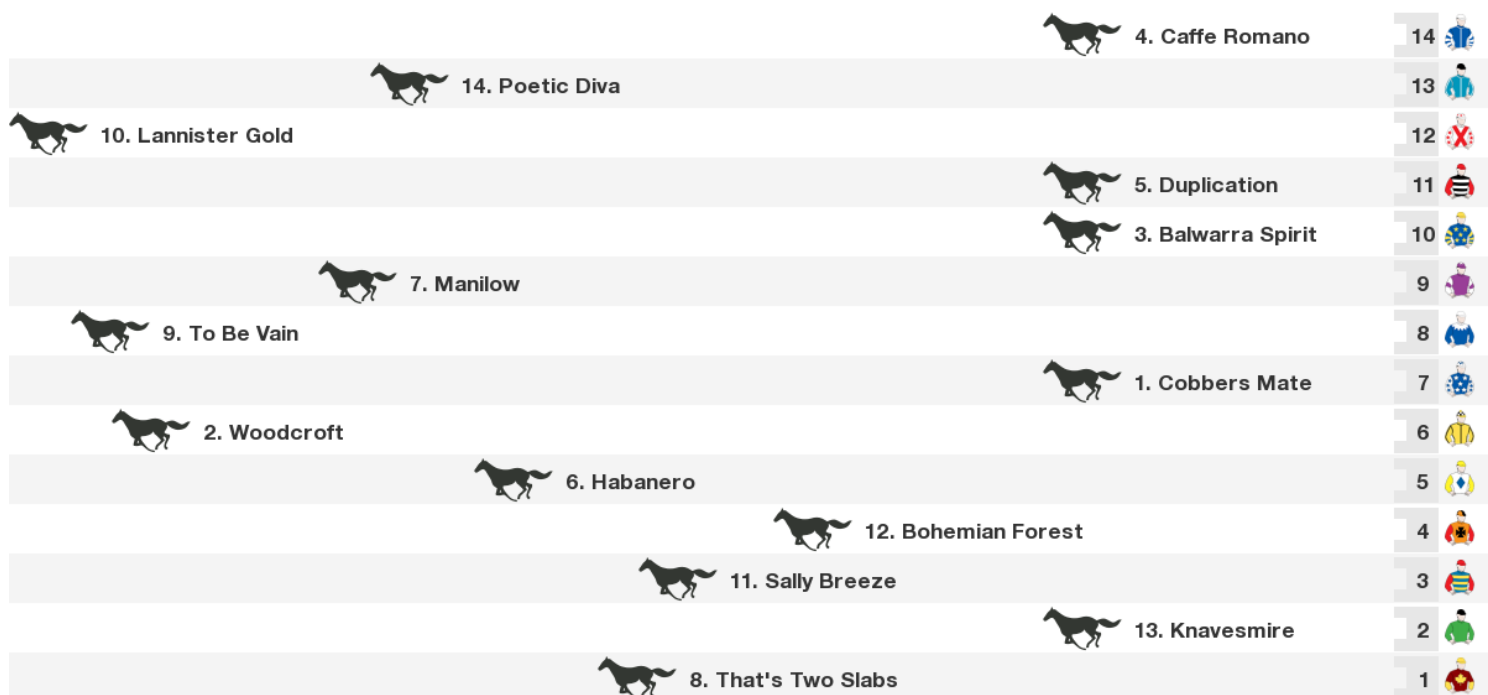 4. Caffe Romano 14
14. Poetic Diva 13
10. Lannister Gold 12
5. Duplication 11
3. Balwarra Spirit 10
7. Manilow 9
9. To Be Vain 8
1. Cobbers Mate 7
2. Woodcroft 6
6. Habanero 5
12. Bohemian Forest 4
11. Sally Breeze 3
13. Knavesmire 2
8. That's Two Slabs 1